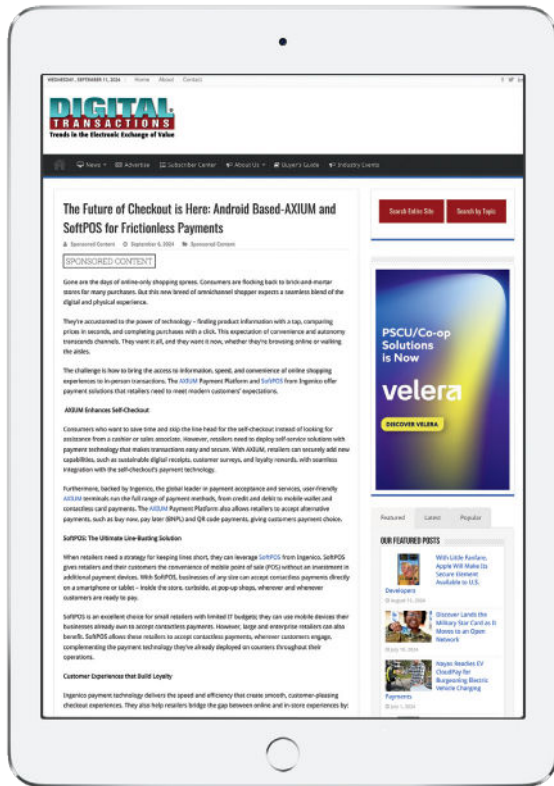 WEDNESDAY, SEPTEMBER 11, 2024 Home About Contact
DIGITAL
TRANSACTIONS
Trends in the Electronic Exchange of Value
News Advertise Subscriber Center About Us Buyer's Guide Industry Events
The Future of Checkout is Here: Android Based-AXIUM and
SoftPOS for Frictionless Payments
Sponsored Content September 6, 2024 Sponsored Content
SPONSORED CONTENT
Gone are the days of online-only shopping sprees. Consumers are flocking back to brick-and-mortar
stores for many purchases. But this new breed of omnichannel shopper expects a seamless blend of the
digital and physical experience.
They're accustomed to the power of technology – finding product information with a tap, comparing
prices in seconds, and completing purchases with a click. This expectation of convenience and autonomy
transcends channels. They want it all, and they want it now, whether they're browsing online or walking
the aisles.
The challenge is how to bring the access to information, speed, and convenience of online shopping
experiences to in-person transactions. The AXIUM Payment Platform and SoftPOS from Ingenico offer
payment solutions that retailers need to meet modern customers' expectations.
AXIUM Enhances Self-Checkout
Consumers who want to save time and skip the line head for the self-checkout instead of looking for
assistance from a cashier or sales associate. However, retailers need to deploy self-service solutions with
payment technology that makes transactions easy and secure. With AXIUM, retailers can securely add new
capabilities, such as sustainable digital receipts, customer surveys, and loyalty rewards, with seamless
integration with the self-checkout's payment technology.
Furthermore, backed by Ingenico, the global leader in payment acceptance and services, user-friendly
AXIUM terminals run the full range of payment methods, from credit and debit to mobile wallet and
contactless card payments. The AXIUM Payment Platform also allows retailers to accept alternative
payments, such as buy now, pay later (BNPL) and QR code payments, giving customers payment choice.
SoftPOS: The Ultimate Line-Busting Solution
When retailers need a strategy for keeping lines short, they can leverage SoftPOS from Ingenico. SoftPOS
gives retailers and their customers the convenience of mobile point of sale (POS) without an investment in
additional payment devices. With SoftPOS, businesses of any size can accept contactless payments directly
on a smartphone or tablet – inside the store, curbside, at pop-up shops, wherever and whenever
customers are ready to pay.
SoftPOS is an excellent choice for small retailers with limited IT budgets; they can use mobile devices their
businesses already own to accept contactless payments. However, large and enterprise retailers can also
benefit. SoftPOS allows these retailers to accept contactless payments, wherever customers engage,
complementing the payment technology they've already deployed on counters throughout their
operations.
Customer Experiences that Build Loyalty
Ingenico payment technology delivers the speed and efficiency that create smooth, customer-pleasing
checkout experiences. They also help retailers bridge the gap between online and in-store experiences by:
Search Entire Site Search by Topic
PSCU/Co-op
Solutions
is Now
velera
DISCOVER VELERA
Featured Latest Popular
OUR FEATURED POSTS
With Little Fanfare,
Apple Will Make Its
Secure Element
Available to U.S.
Developers
August 15, 2024
Discover Lands the
Military Star Card as It
Moves to an Open
Network
July 18, 2024
Nayax Readies EV
CloudPay for
Burgeoning Electric
Vehicle Charging
Payments
July 1, 2024